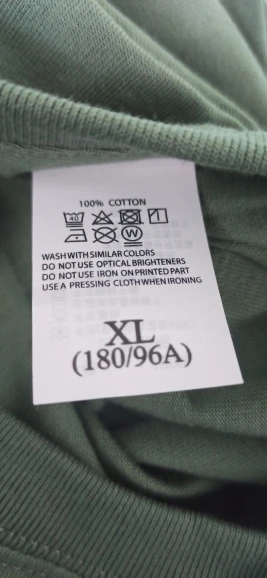 100% COTTON
40
W
WASH WITH SIMILAR COLORS
DO NOT USE OPTICAL BRIGHTENERS
DO NOT USE IRON ON PRINTED PART
USE A PRESSING CLOTH WHEN IRONING
XL
(180/96A)